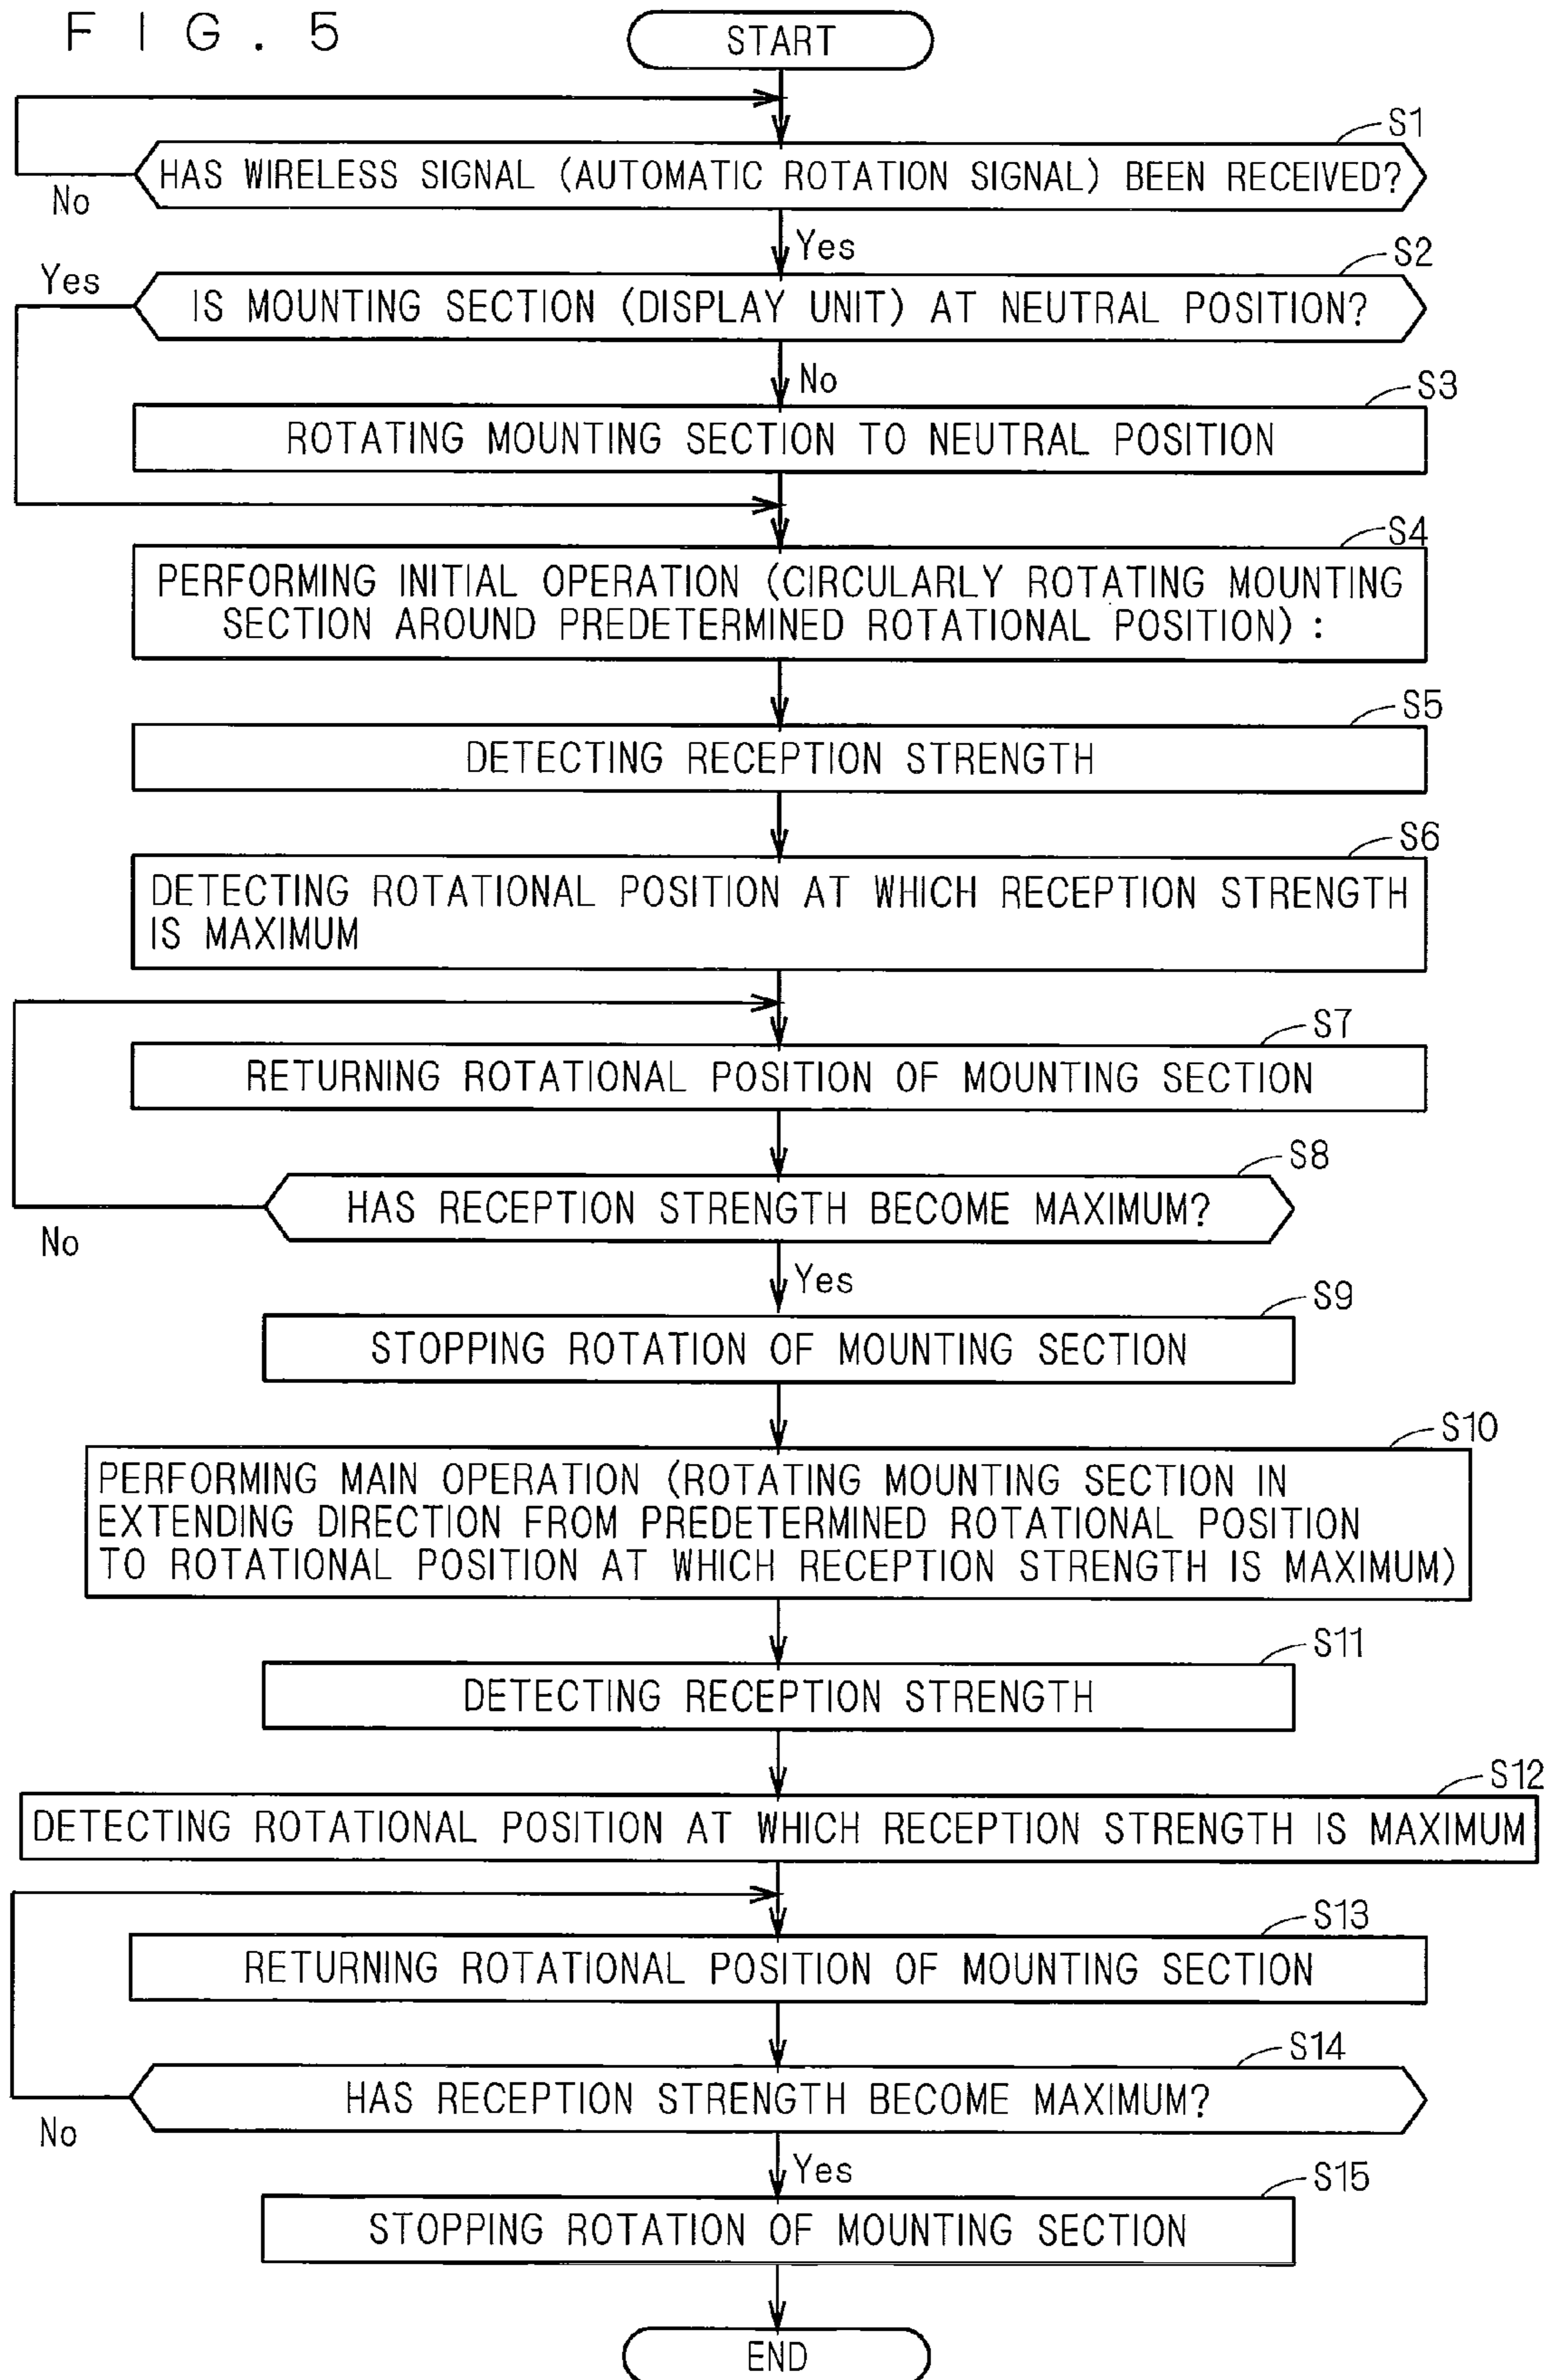 FIG. 5
START
S1
HAS WIRELESS SIGNAL (AUTOMATIC ROTATION SIGNAL) BEEN RECEIVED?
No
Yes
S2
Yes
IS MOUNTING SECTION (DISPLAY UNIT) AT NEUTRAL POSITION?
No
S3
ROTATING MOUNTING SECTION TO NEUTRAL POSITION
S4
PERFORMING INITIAL OPERATION (CIRCULARLY ROTATING MOUNTING
SECTION AROUND PREDETERMINED ROTATIONAL POSITION) :
S5
DETECTING RECEPTION STRENGTH
S6
DETECTING ROTATIONAL POSITION AT WHICH RECEPTION STRENGTH
IS MAXIMUM
S7
RETURNING ROTATIONAL POSITION OF MOUNTING SECTION
S8
HAS RECEPTION STRENGTH BECOME MAXIMUM?
No
Yes
S9
STOPPING ROTATION OF MOUNTING SECTION
S10
PERFORMING MAIN OPERATION (ROTATING MOUNTING SECTION IN
EXTENDING DIRECTION FROM PREDETERMINED ROTATIONAL POSITION
TO ROTATIONAL POSITION AT WHICH RECEPTION STRENGTH IS MAXIMUM)
S11
DETECTING RECEPTION STRENGTH
S12
DETECTING ROTATIONAL POSITION AT WHICH RECEPTION STRENGTH IS MAXIMUM
S13
RETURNING ROTATIONAL POSITION OF MOUNTING SECTION
S14
HAS RECEPTION STRENGTH BECOME MAXIMUM?
No
Yes
S15
STOPPING ROTATION OF MOUNTING SECTION
END